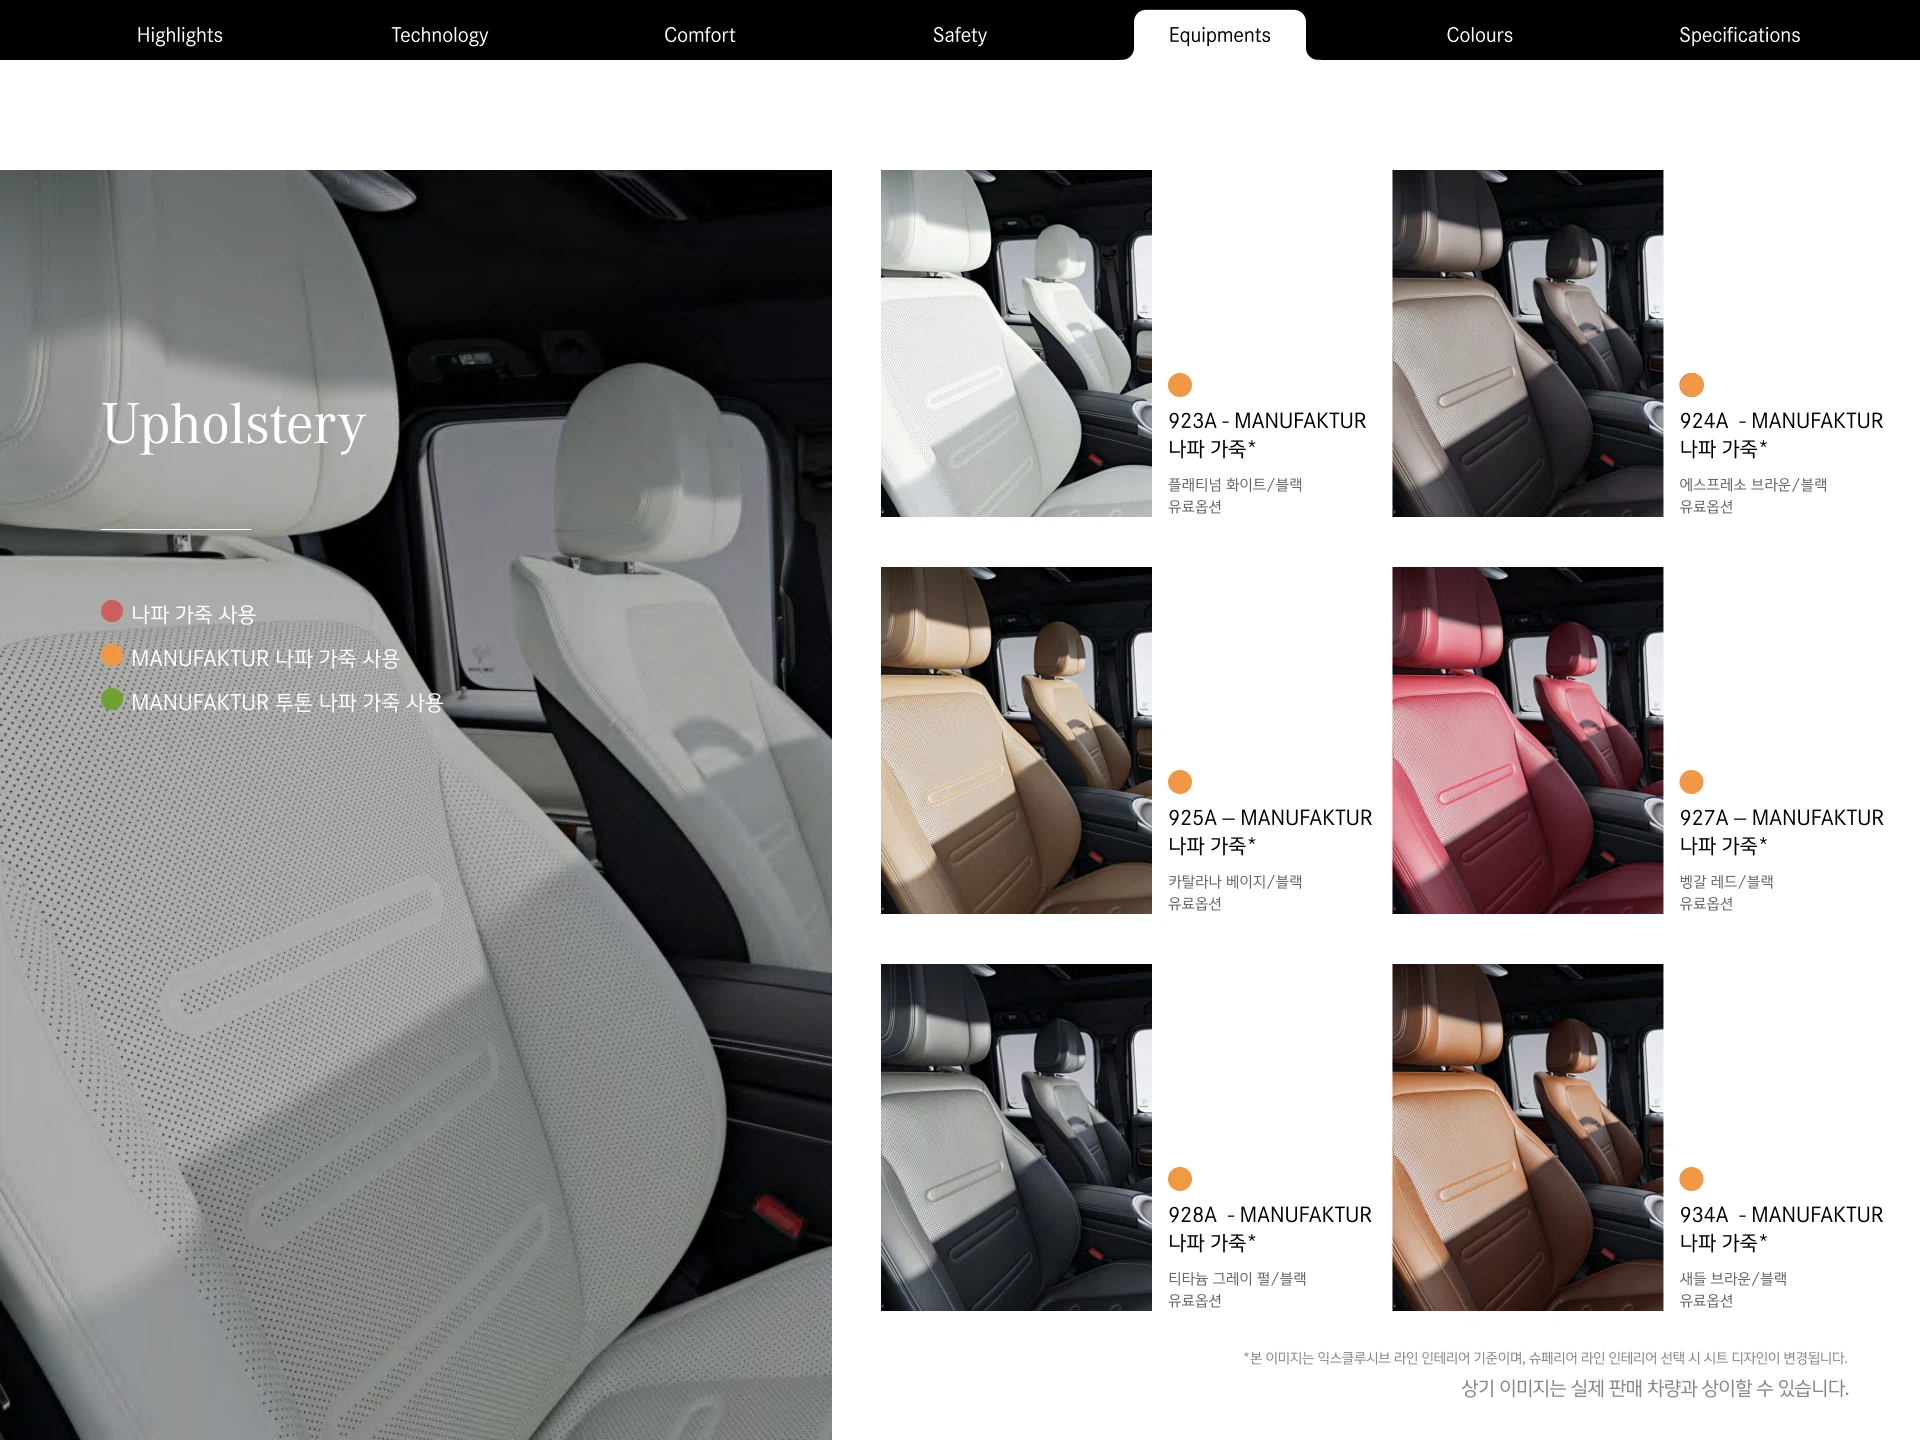 Highlights
Technology
Comfort
Safety
Equipments
Colours
Specifications
Upholstery
나파 가죽 사용
MANUFAKTUR 나파 가죽 사용
MANUFAKTUR 투톤 나파 가죽 사용
923A - MANUFAKTUR
나파 가죽*
플래티넘 화이트/블랙
유료옵션
924A - MANUFAKTUR
나파 가죽*
에스프레소 브라운/블랙
유료옵션
925A – MANUFAKTUR
나파 가죽*
카탈라나 베이지/블랙
유료옵션
927A – MANUFAKTUR
나파 가죽*
벵갈 레드/블랙
유료옵션
928A - MANUFAKTUR
나파 가죽*
티타늄 그레이 펄/블랙
유료옵션
934A - MANUFAKTUR
나파 가죽*
새들 브라운/블랙
유료옵션
*본 이미지는 익스클루시브 라인 인테리어 기준이며, 슈페리어 라인 인테리어 선택 시 시트 디자인이 변경됩니다.
상기 이미지는 실제 판매 차량과 상이할 수 있습니다.